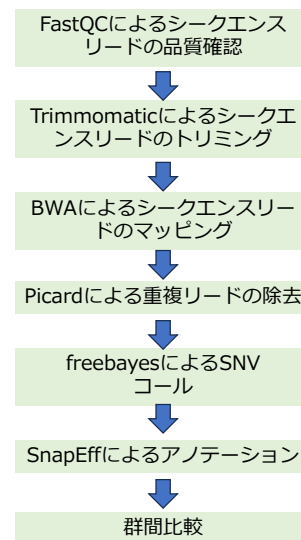 FastQCによるシークエンス
リードの品質確認
Trimmomaticによるシークエ
ンスリードのトリミング
BWAによるシークエンスリー
ドのマッピング
Picardによる重複リードの除去
freebayesによるSNV
コール
SnapEffによるアノテーション
群間比較